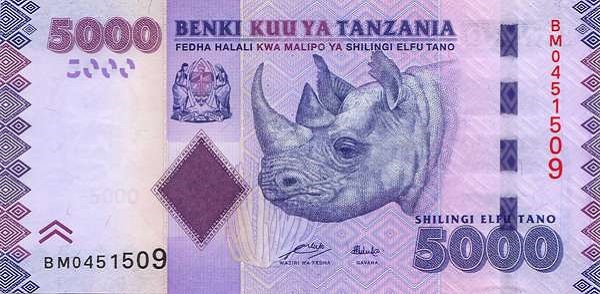 5000
BENKI KUU YA TANZANIA
FEDHA HALALI KWA MALIPO YA SHILINGI ELFU TANO
5000
BM0451509
5000
SHILINGI ELFU TANO
5000
BM0451509
WAZIRI WA FEDHA
GAVANA